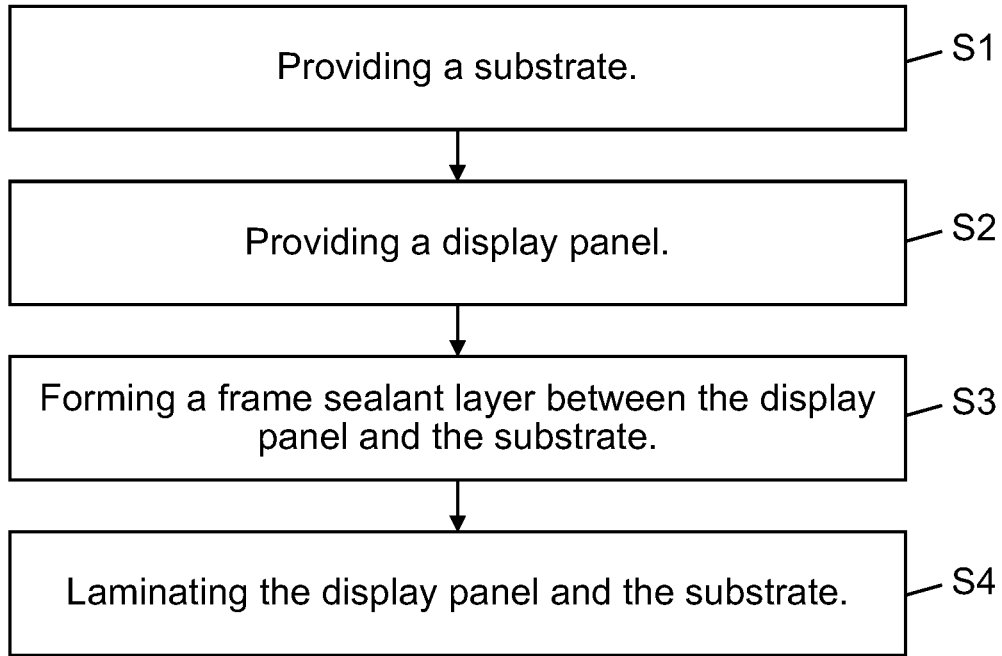 Providing a substrate.
S1
Providing a display panel.
S2
Forming a frame sealant layer between the display
panel and the substrate.
S3
Laminating the display panel and the substrate.
S4